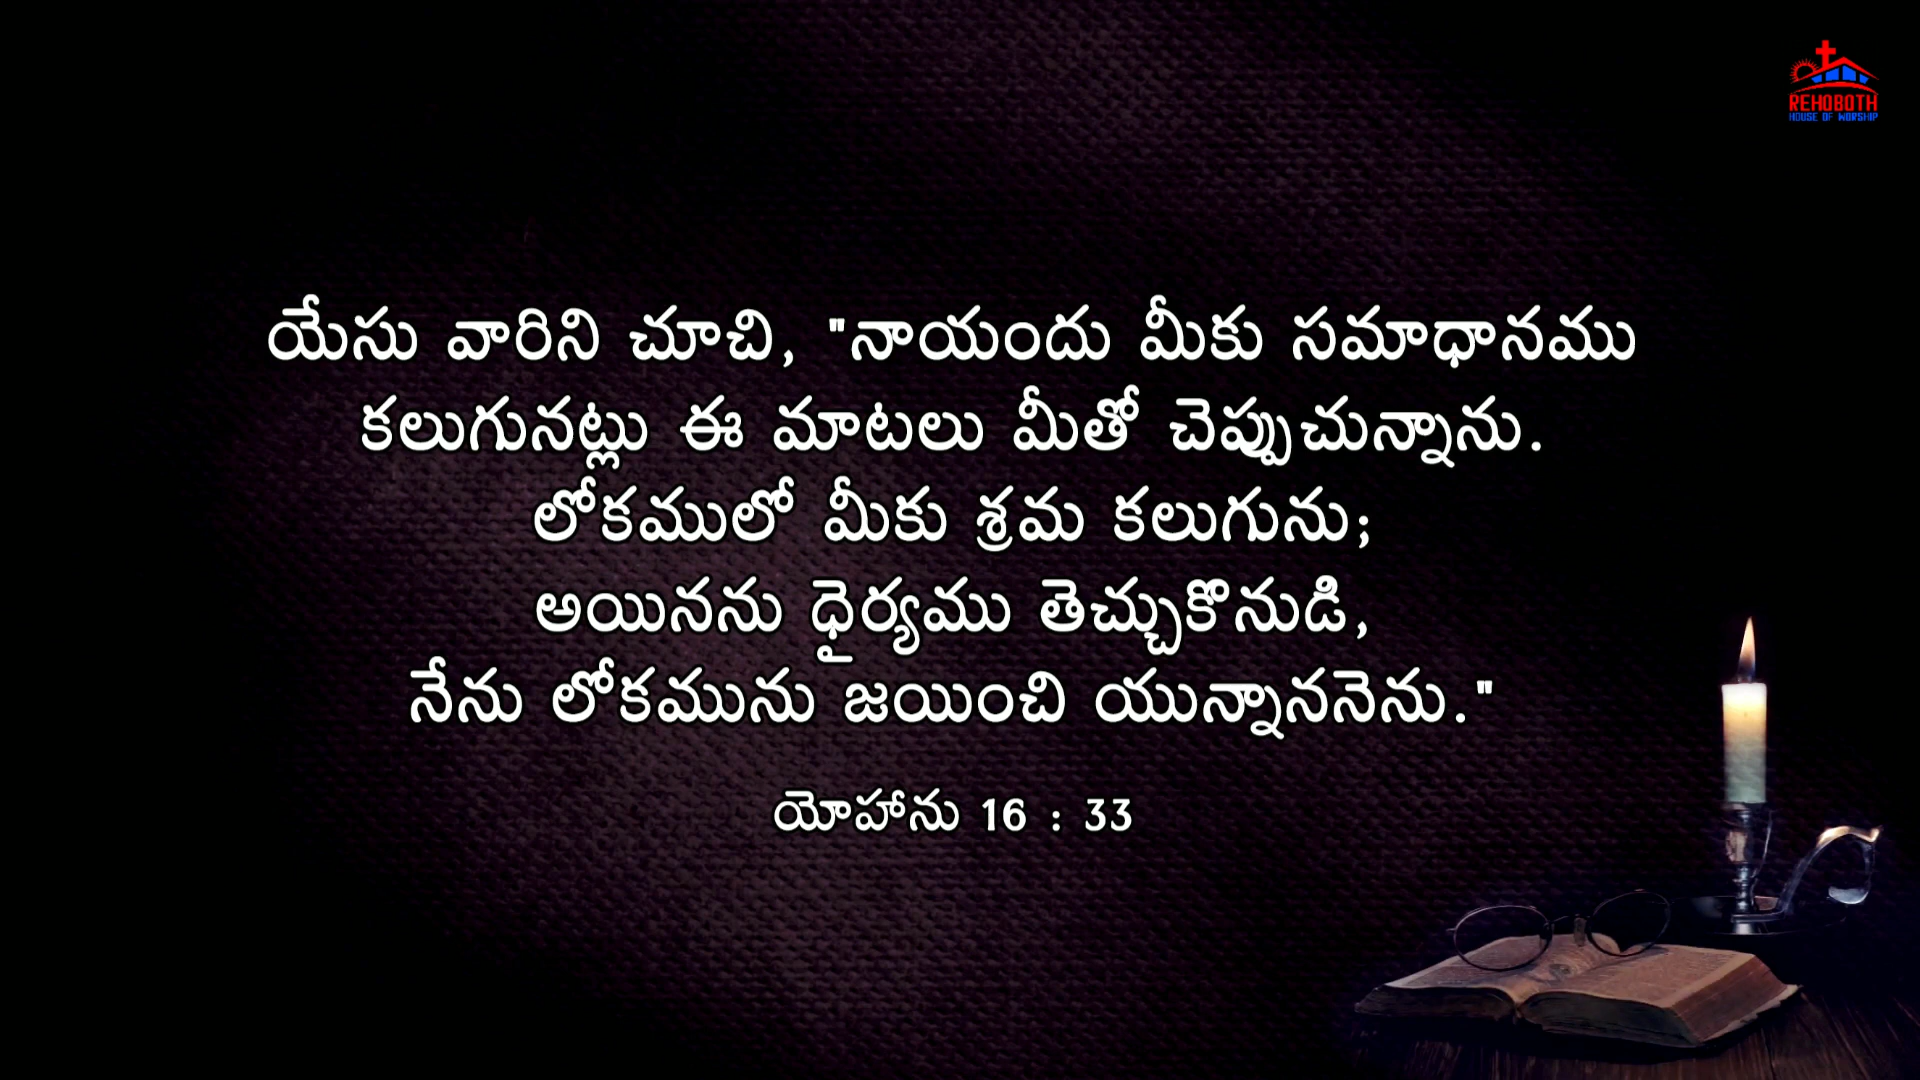 REHOBOTH
HOUSE OF WORSHIP
యేసు వారిని చూచి, "నాయందు మీకు సమాధానము
కలుగునట్లు ఈ మాటలు మీతో చెప్పుచున్నాను.
లోకములో మీకు శ్రమ కలుగును;
అయినను ధైర్యము తెచ్చుకొనుడి,
నేను లోకమును జయించి యున్నాననెను."
యోహాను 16 : 33